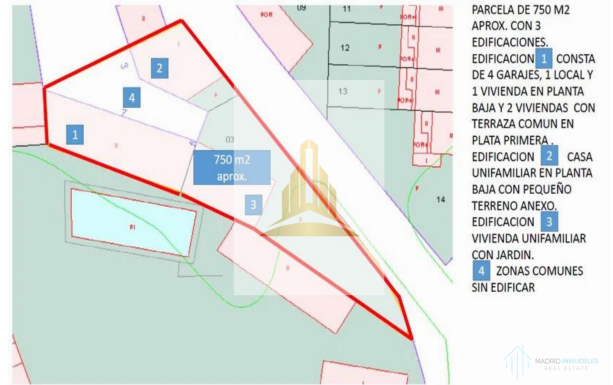 PARCELA DE 750 M2
APROX. CON 3
EDIFICACIONES.
EDIFICACION 1 CONSTA
DE 4 GARAJES, 1 LOCAL Y
1 VIVIENDA EN PLANTA
BAJA Y 2 VIVIENDAS CON
TERRAZA COMUN EN
PLATA PRIMERA.
EDIFICACION 2 CASA
UNIFAMILIAR EN PLANTA
BAJA CON PEQUEÑO
TERRENO ANEXO.
EDIFICACION 3
VIVIENDA UNIFAMILIAR
CON JARDIN.
4 ZONAS COMUNES
SIN EDIFICAR
09
11
12
13
14
2
4
1
03
750 m2
aprox.
3
PI
MADRID INMUEBLES
REAL ESTATE